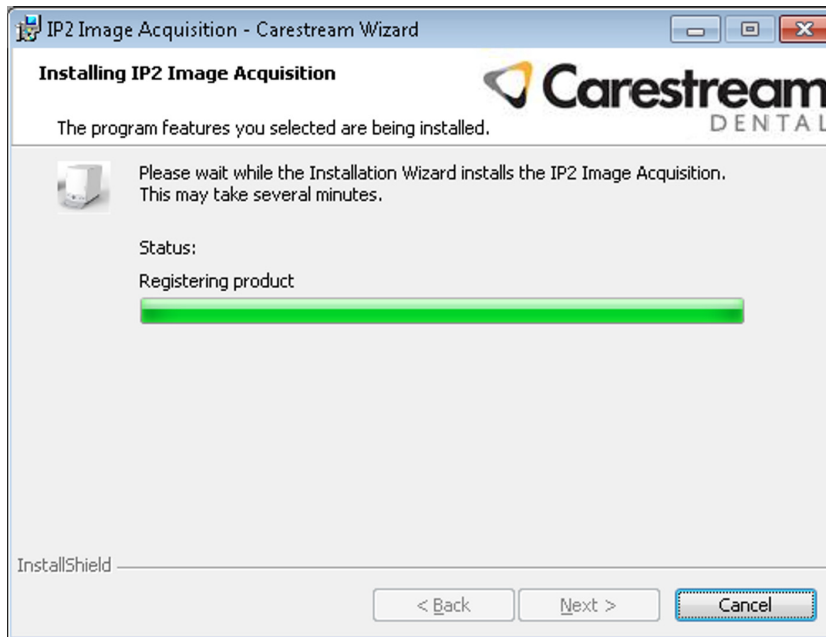 IP2 Image Acquisition - Carestream Wizard
Installing IP2 Image Acquisition
Carestream
DENTAL
The program features you selected are being installed.
Please wait while the Installation Wizard installs the IP2 Image Acquisition.
This may take several minutes.
Status:
Registering product
InstallShield
< Back
Next >
Cancel